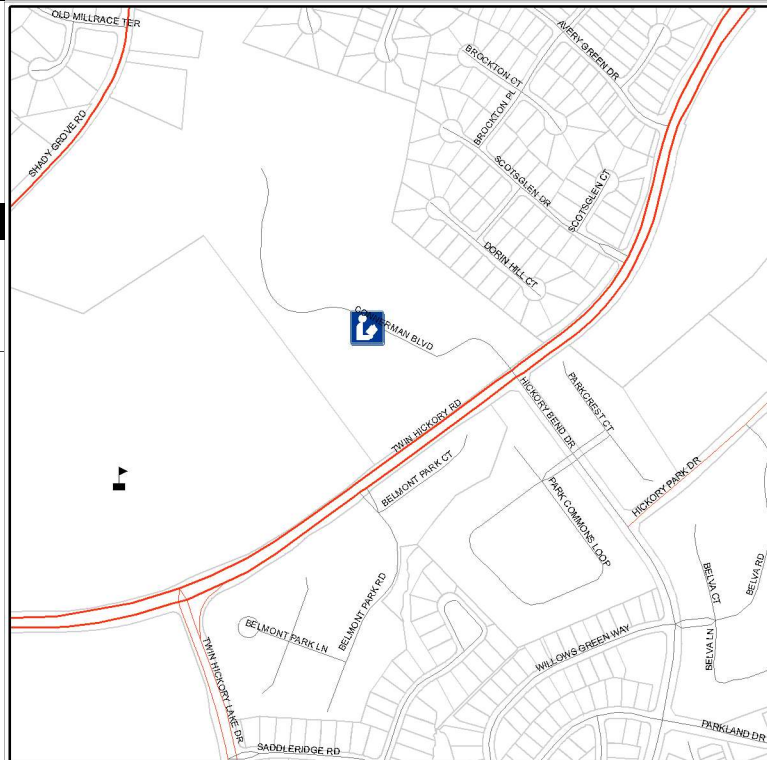 OLD MILLRACE TER
AVERY GREEN DR
BROCKTON CT
BROCKTON PL
SHADY GROVE RD
SCOTSGLEN DR
SCOTSGLEN CT
DORIN HILL CT
BLVD
TWIN HICKORY RD
HICKORY BEND DR
PARKCREST CT
BELMONT PARK CT
HICKORY PARK DR
PARK COMMONS LOOP
BELVA CT
BELVA RD
BELMONT PARK RD
BELMONT PARK LN
WILLOWS GREEN WAY
BELVA LN
TWIN HICKORY LAKE DR
PARKLAND DR
SADDLERIDGE RD